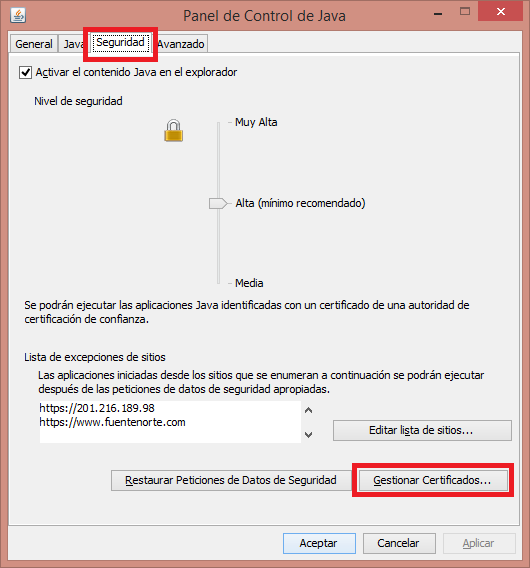 Panel de Control de Java
General Java Seguridad Avanzado
Activar el contenido Java en el explorador
Nivel de seguridad
Muy Alta
Alta (mínimo recomendado)
Media
Se podrán ejecutar las aplicaciones Java identificadas con un certificado de una autoridad de
certificación de confianza.
Lista de excepciones de sitios
Las aplicaciones iniciadas desde los sitios que se enumeran a continuación se podrán ejecutar
después de las peticiones de datos de seguridad apropiadas.
https://201.216.189.98
https://www.fuentenorte.com
Editar lista de sitios...
Restaurar Peticiones de Datos de Seguridad
Gestionar Certificados...
Aceptar Cancelar Aplicar